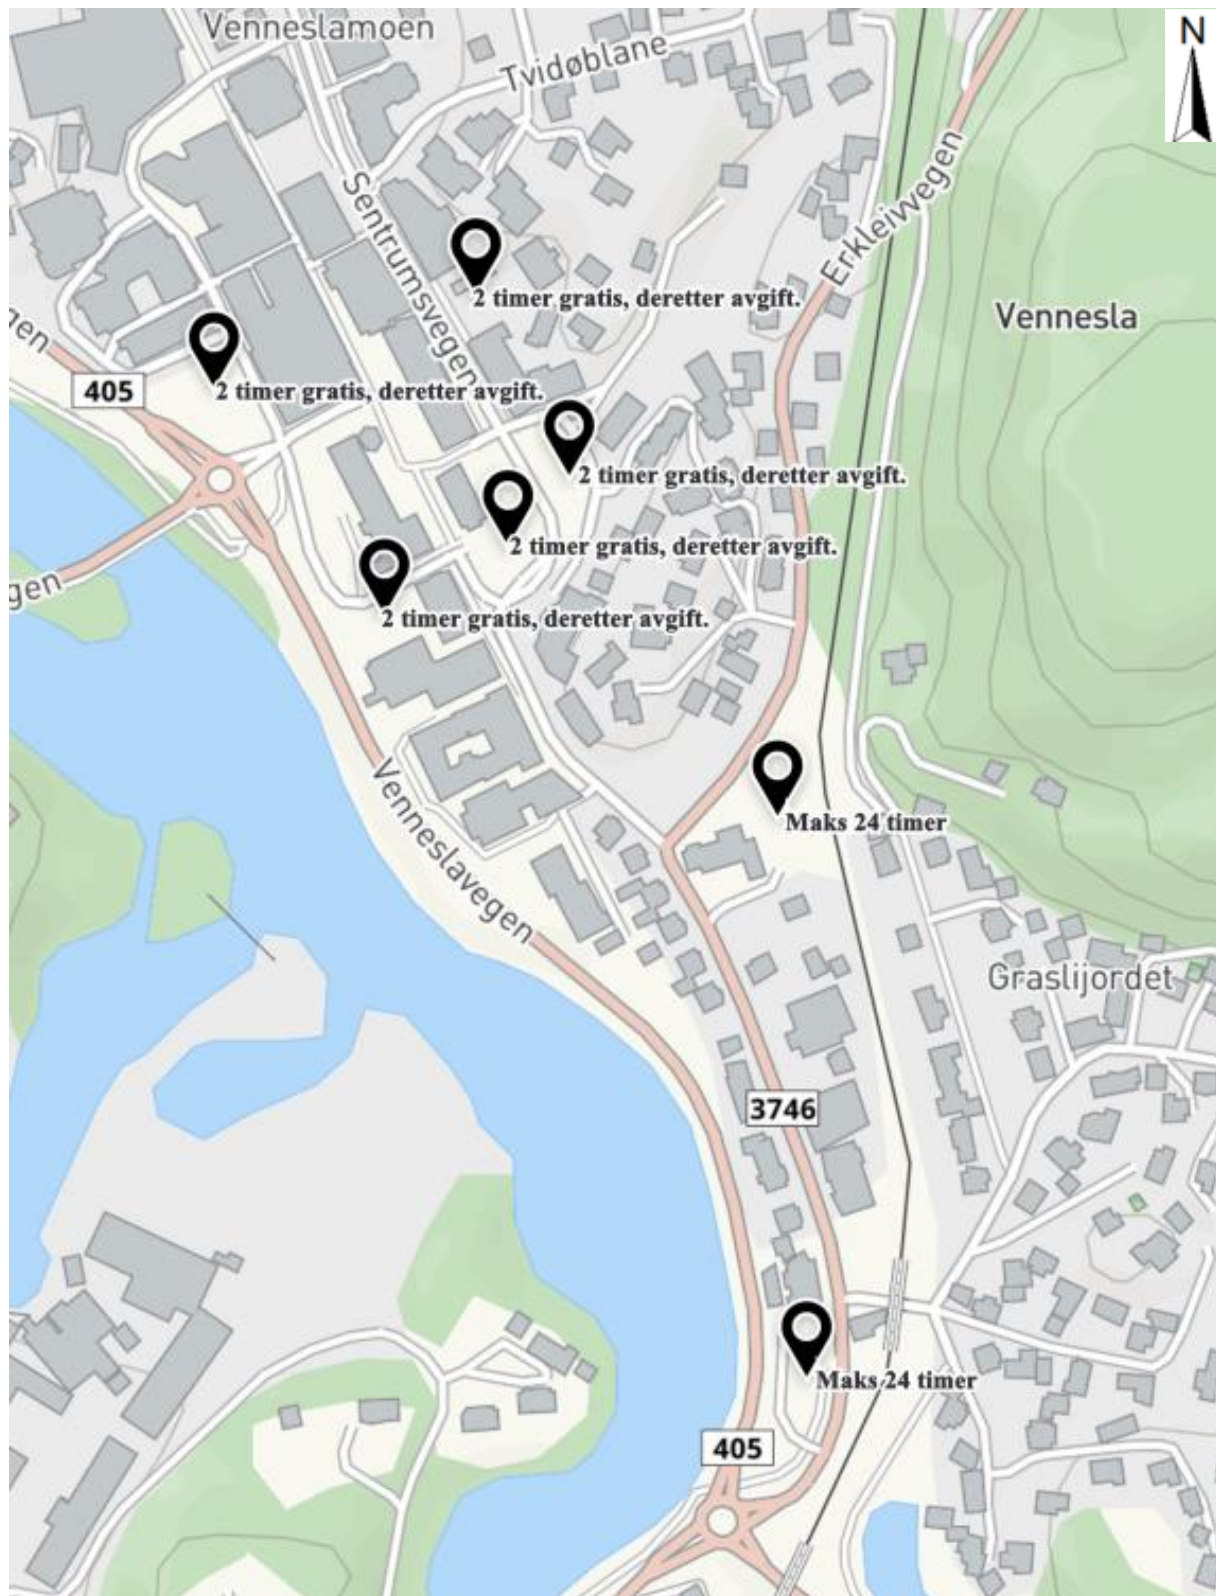 Venneslamoen
N
Tvidøblane
Erkleivvegen
Sentrumsvegen
2 timer gratis, deretter avgift.
Vennesla
gen
405
2 timer gratis, deretter avgift.
2 timer gratis, deretter avgift.
2 timer gratis, deretter avgift.
gen
2 timer gratis, deretter avgift.
Venneslavegen
Maks 24 timer
Graslijordet
3746
Maks 24 timer
405